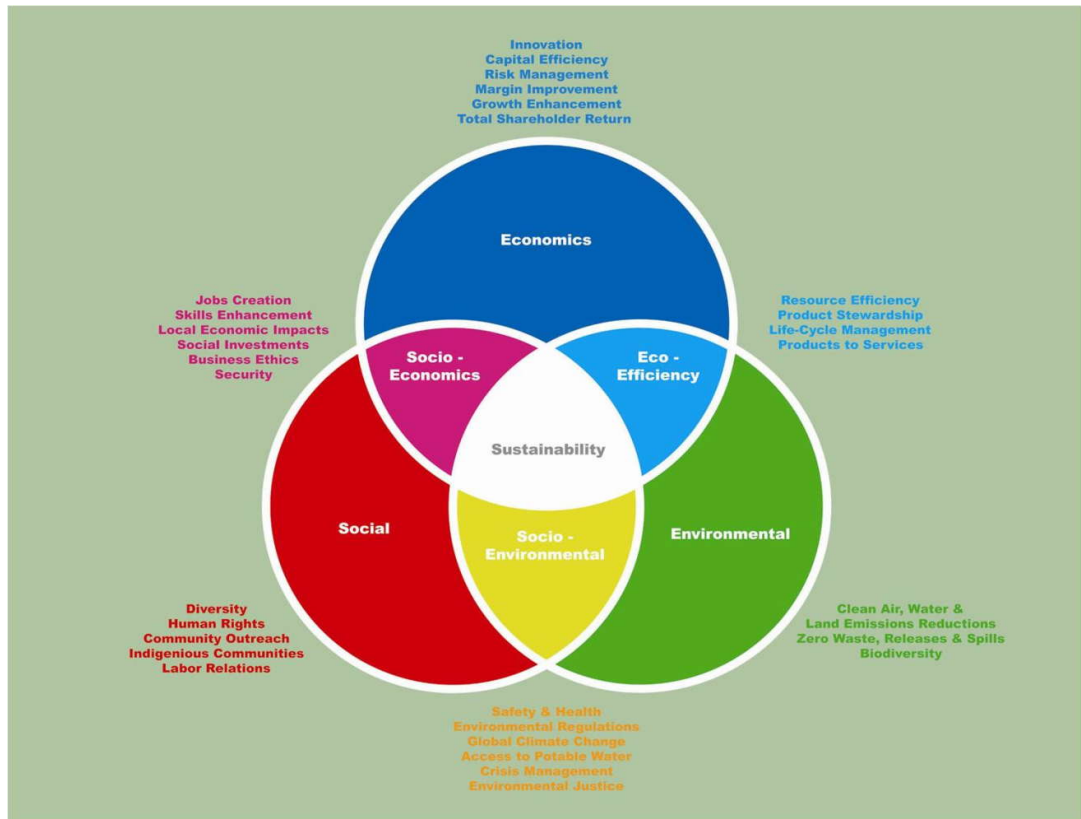 Innovation
Capital Efficiency
Risk Management
Margin Improvement
Growth Enhancement
Total Shareholder Return
Economics
Jobs Creation
Skills Enhancement
Local Economic Impacts
Social Investments
Business Ethics
Security
Resource Efficiency
Product Stewardship
Life-Cycle Management
Products to Services
Socio -
Economics
Eco -
Efficiency
Sustainability
Social
Socio -
Environmental
Environmental
Diversity
Human Rights
Community Outreach
Indigenious Communities
Labor Relations
Clean Air, Water &
Land Emissions Reductions
Zero Waste, Releases & Spills
Biodiversity
Safety & Health
Environmental Regulations
Global Climate Change
Access to Potable Water
Crisis Management
Environmental Justice